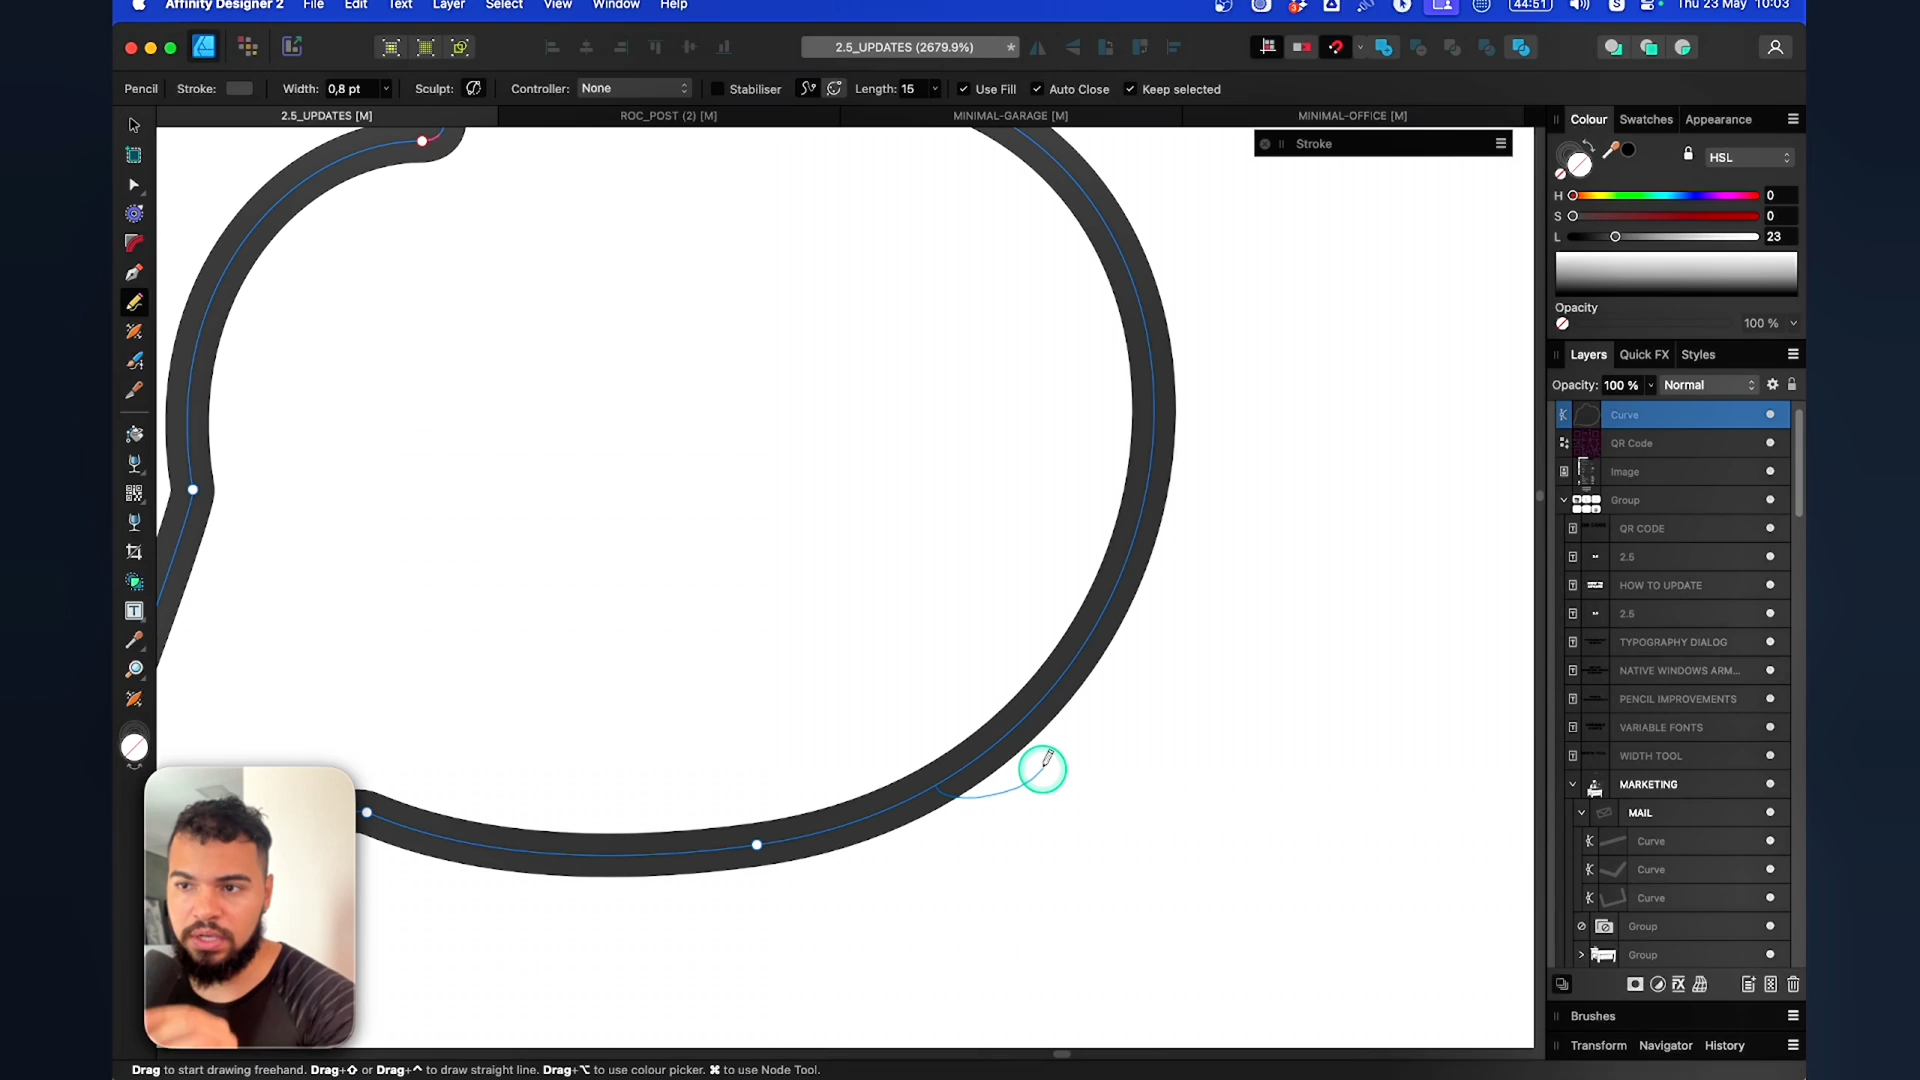 Affinity Designer 2 File Edit Text Layer Select View Window Help 44:51 S Thu 23 May 10:03
2.5_UPDATES (2679.9%) *
Pencil Stroke: Width: 0,8 pt Sculpt: Controller: None Stabiliser Length: 15 Use Fill Auto Close Keep selected
2.5_UPDATES [M] ROC_POST (2) [M] MINIMAL-GARAGE [M] MINIMAL-OFFICE [M]
Stroke
Colour Swatches Appearance
HSL
H 0
S 0
L 23
Opacity
100 %
Layers Quick FX Styles
Opacity: 100 % Normal
Curve
QR Code
Image
Group
QR CODE
2.5
HOW TO UPDATE
2.5
TYPOGRAPHY DIALOG
NATIVE WINDOWS ARM...
PENCIL IMPROVEMENTS
VARIABLE FONTS
WIDTH TOOL
MARKETING
MAIL
Curve
Curve
Curve
Group
Group
Brushes
Transform Navigator History
Drag to start drawing freehand. Drag+⇧ or Drag+⌃ to draw straight line. Drag+⌥ to use colour picker. ⌘ to use Node Tool.